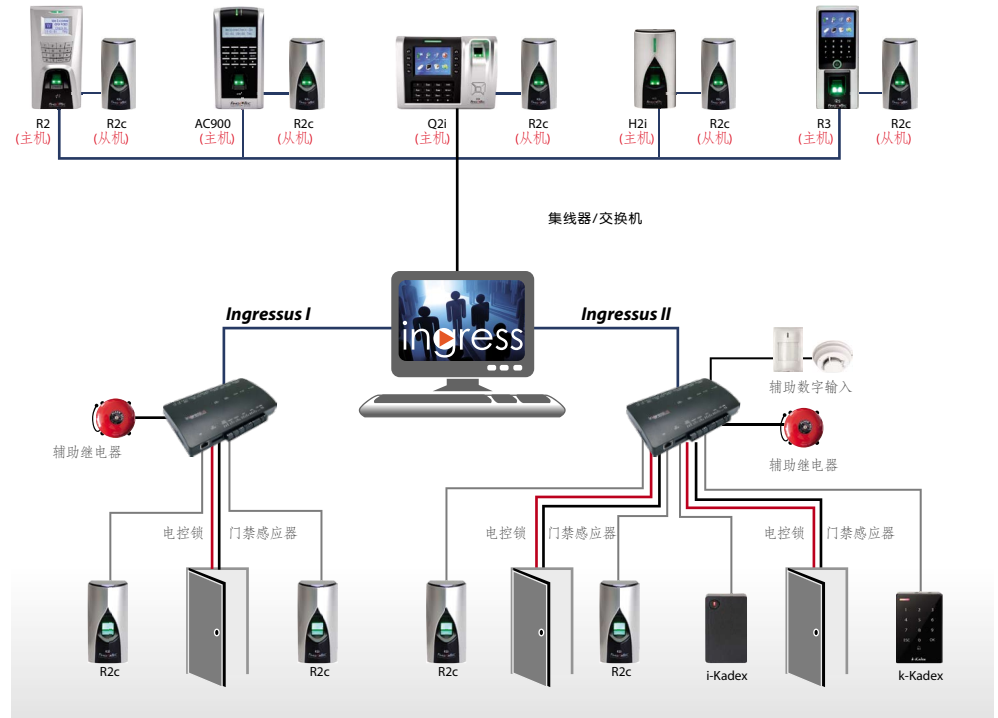 R2
(主机)
R2c
(从机)
AC900
(主机)
R2c
(从机)
Q2i
(主机)
R2c
(从机)
H2i
(主机)
R2c
(从机)
R3
(主机)
R2c
(从机)
集线器/交换机
Ingressus I
ingress
Ingressus II
辅助数字输入
辅助继电器
辅助继电器
电控锁
门禁感应器
电控锁
门禁感应器
电控锁
门禁感应器
R2c
R2c
R2c
R2c
i-Kadex
k-Kadex
k-Kadex